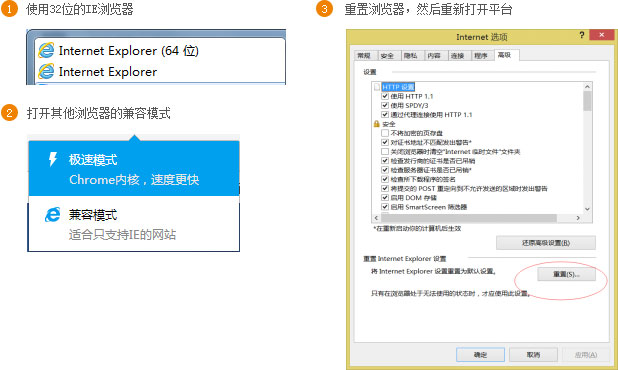 1 使用32位的IE浏览器
Internet Explorer (64 位)
Internet Explorer
2 打开其他浏览器的兼容模式
极速模式
Chrome内核，速度更快
兼容模式
适合只支持IE的网站
3 重置浏览器，然后重新打开平台
Internet 选项
常规 安全 隐私 内容 连接 程序 高级
设置
HTTP 设置
使用 HTTP 1.1
使用 SPDY/3
通过代理连接使用 HTTP 1.1
安全
不将加密的页存盘
对证书地址不匹配发出警告*
关闭浏览器时清空"Internet 临时文件"文件夹
检查发行商的证书是否已吊销
检查服务器证书是否已吊销*
检查所下载程序的签名
将提交的 POST 重定向到不允许发送的区域时发出警告
启用 DOM 存储
启用 SmartScreen 筛选器
*在重新启动你的计算机后生效
还原高级设置(R)
重置 Internet Explorer 设置
将 Internet Explorer 设置重置为默认设置。
重置(S)...
只有在浏览器处于无法使用的状态时，才应使用此设置。
确定 取消 应用(A)